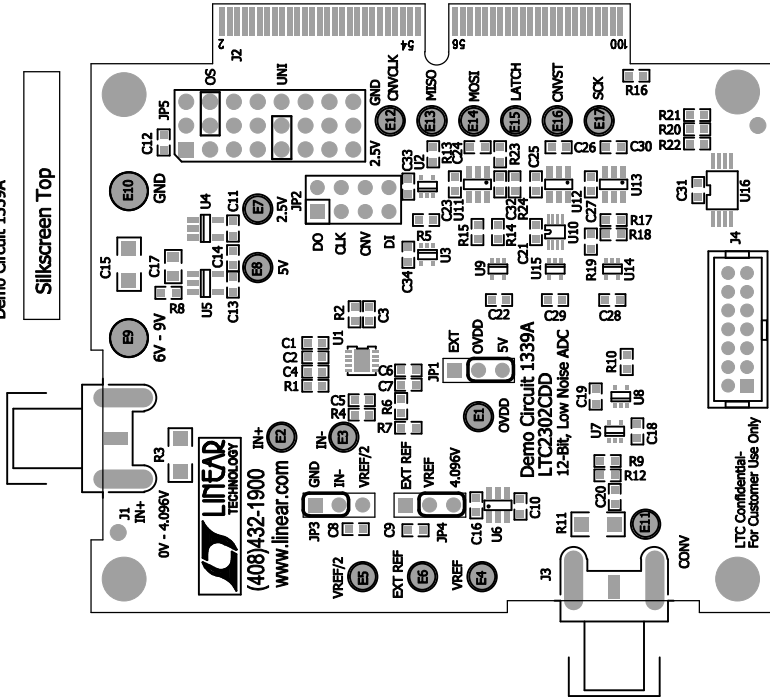 Demo Circuit 1339A
Silkscreen Top
2
54
56
100
J2
OS
UNI
JP5
GND
2.5V
C12
E10
GND
E12
CNVCLK
E13
MISO
E14
MOSI
E15
LATCH
E16
CNVST
E17
SCK
R16
R21
R20
R22
C31
U16
J4
C33
U2
R13
C24
R23
C25
C26
C30
U11
C23
C32
R24
U12
C27
U13
R5
U3
C34
R15
R14
C21
U10
R17
R18
R19
U9
U15
U14
C22
C29
C28
JP2
DO
CLK
CNV
DI
E7
2.5V
E8
5V
U4
C11
C14
U5
C13
C15
C17
R8
E9
6V - 9V
R2
C3
U1
C1
C2
C4
R1
C5
R4
C6
C7
R6
R7
JP1
EXT
OVDD
5V
E1
OVDD
Demo Circuit 1339A
LTC2302CDD
12-Bit, Low Noise ADC
R10
C19
U8
U7
C18
R9
R12
C20
R11
E11
CONV
J3
E2
IN+
E3
IN-
R3
J1
IN+
0V - 4.096V
LINEAR
TECHNOLOGY
(408)432-1900
www.linear.com
GND
IN-
VREF/2
JP3
C8
EXT REF
VREF
4.096V
C9
JP4
C16
U6
C10
E5
VREF/2
E6
EXT REF
E4
VREF
LTC Confidential-
For Customer Use Only